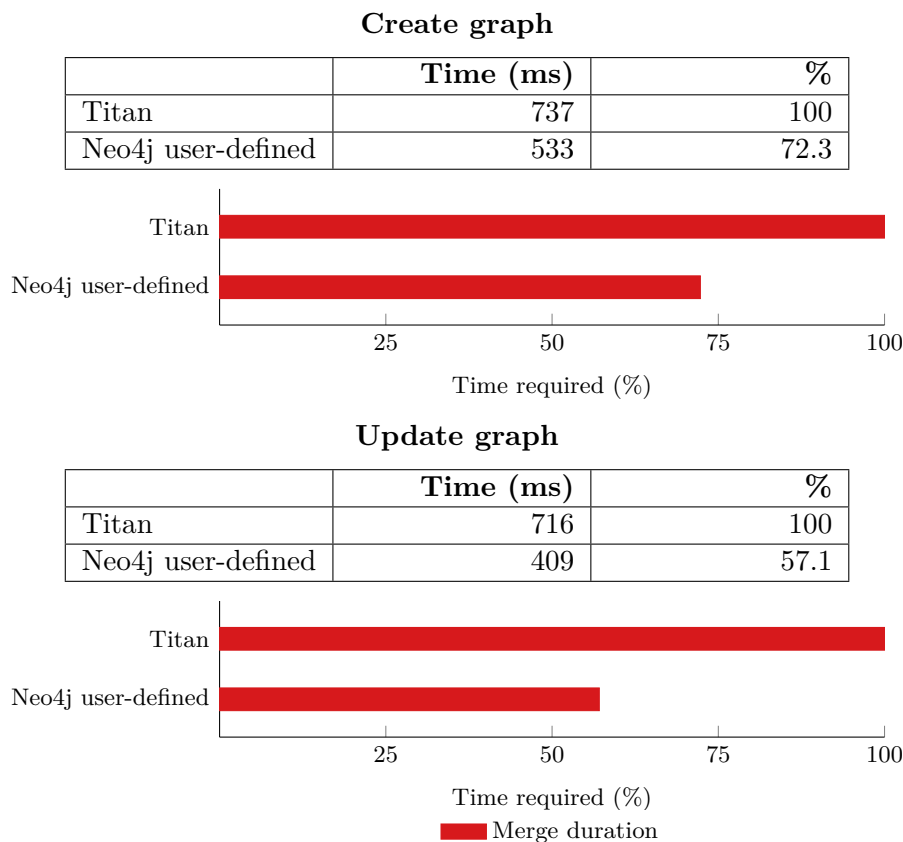 Create graph
Time (ms) %
Titan 737 100
Neo4j user-defined 533 72.3
Titan
Neo4j user-defined
25 50 75 100
Time required (%)
Update graph
Time (ms) %
Titan 716 100
Neo4j user-defined 409 57.1
Titan
Neo4j user-defined
25 50 75 100
Time required (%)
Merge duration